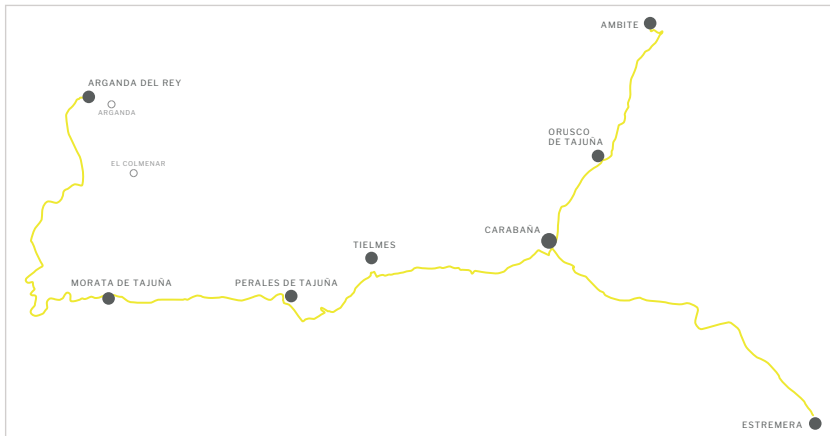 AMBITE
ARGANDA DEL REY
ARGANDA
ORUSCO
DE TAJUÑA
EL COLMENAR
CARABAÑA
TIELMES
MORATA DE TAJUÑA
PERALES DE TAJUÑA
ESTREMERA